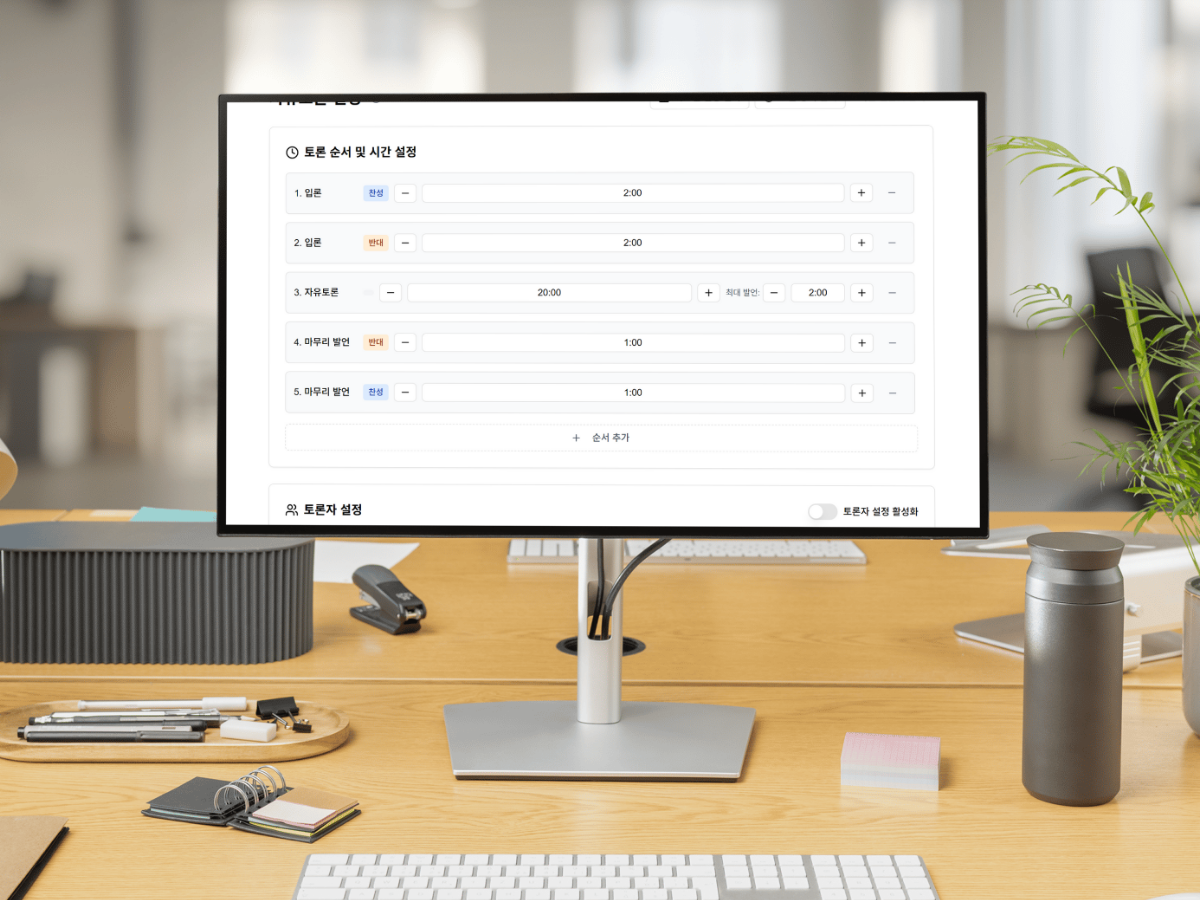 토론 순서 및 시간 설정
1. 입론 찬성 − 2:00 + −
2. 입론 반대 − 2:00 + −
3. 자유토론 − 20:00 + 최대 발언: − 2:00 + −
4. 마무리 발언 반대 − 1:00 + −
5. 마무리 발언 찬성 − 1:00 + −
+ 순서 추가
토론자 설정 토론자 설정 활성화